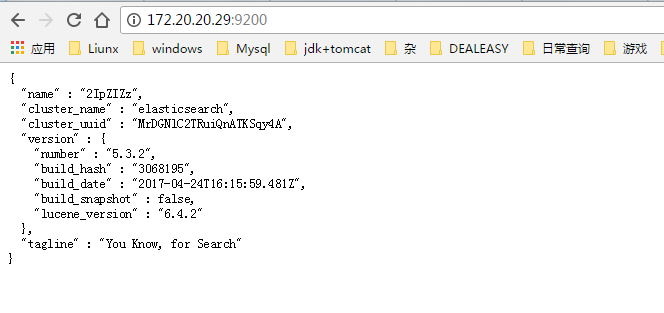 172.20.20.29:9200
应用 Liunx windows Mysql jdk+tomcat 杂 DEALEASY 日常查询 游戏
{
"name" : "2IpZIZz",
"cluster_name" : "elasticsearch",
"cluster_uuid" : "MrDGNlC2TRuiQnATKSqy4A",
"version" : {
"number" : "5.3.2",
"build_hash" : "3068195",
"build_date" : "2017-04-24T16:15:59.481Z",
"build_snapshot" : false,
"lucene_version" : "6.4.2"
},
"tagline" : "You Know, for Search"
}